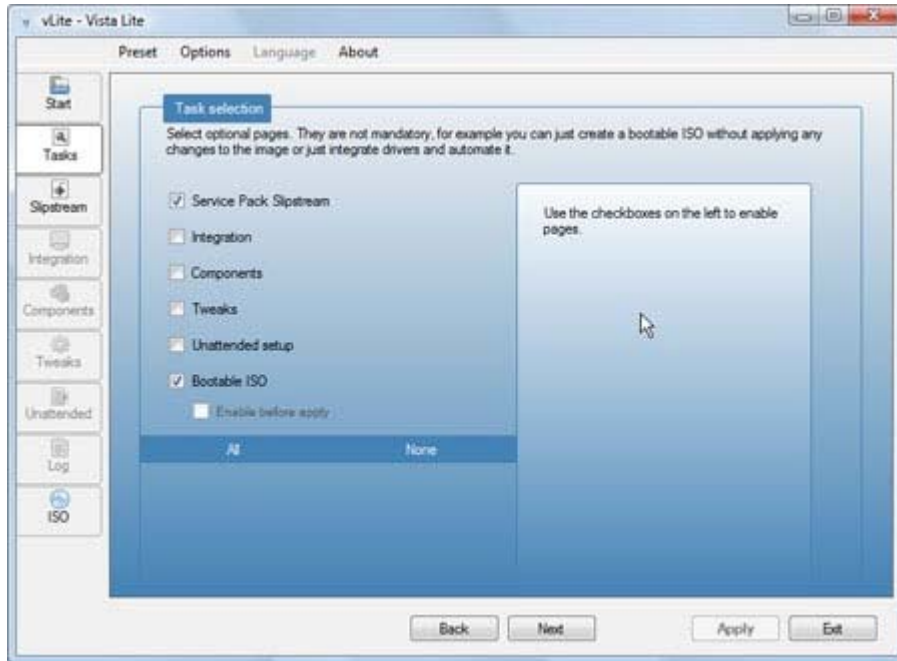 vLite - Vista Lite
Preset Options Language About
Start
Tasks
Slipstream
Integration
Components
Tweaks
Unattended
Log
ISO
Task selection
Select optional pages. They are not mandatory, for example you can just create a bootable ISO without applying any
changes to the image or just integrate drivers and automate it.
Service Pack Slipstream
Integration
Components
Tweaks
Unattended setup
Bootable ISO
Enable before apply
All None
Use the checkboxes on the left to enable
pages.
Back Next Apply Exit